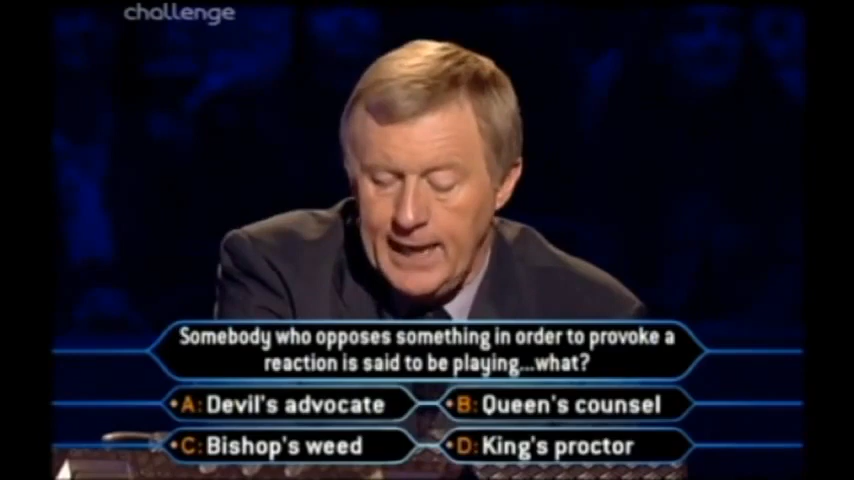 challenge
Somebody who opposes something in order to provoke a
reaction is said to be playing...what?
A: Devil's advocate
B: Queen's counsel
C: Bishop's weed
D: King's proctor